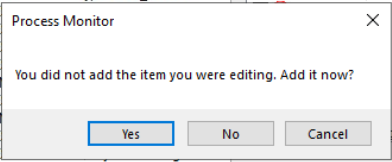 Process Monitor
You did not add the item you were editing. Add it now?
Yes No Cancel